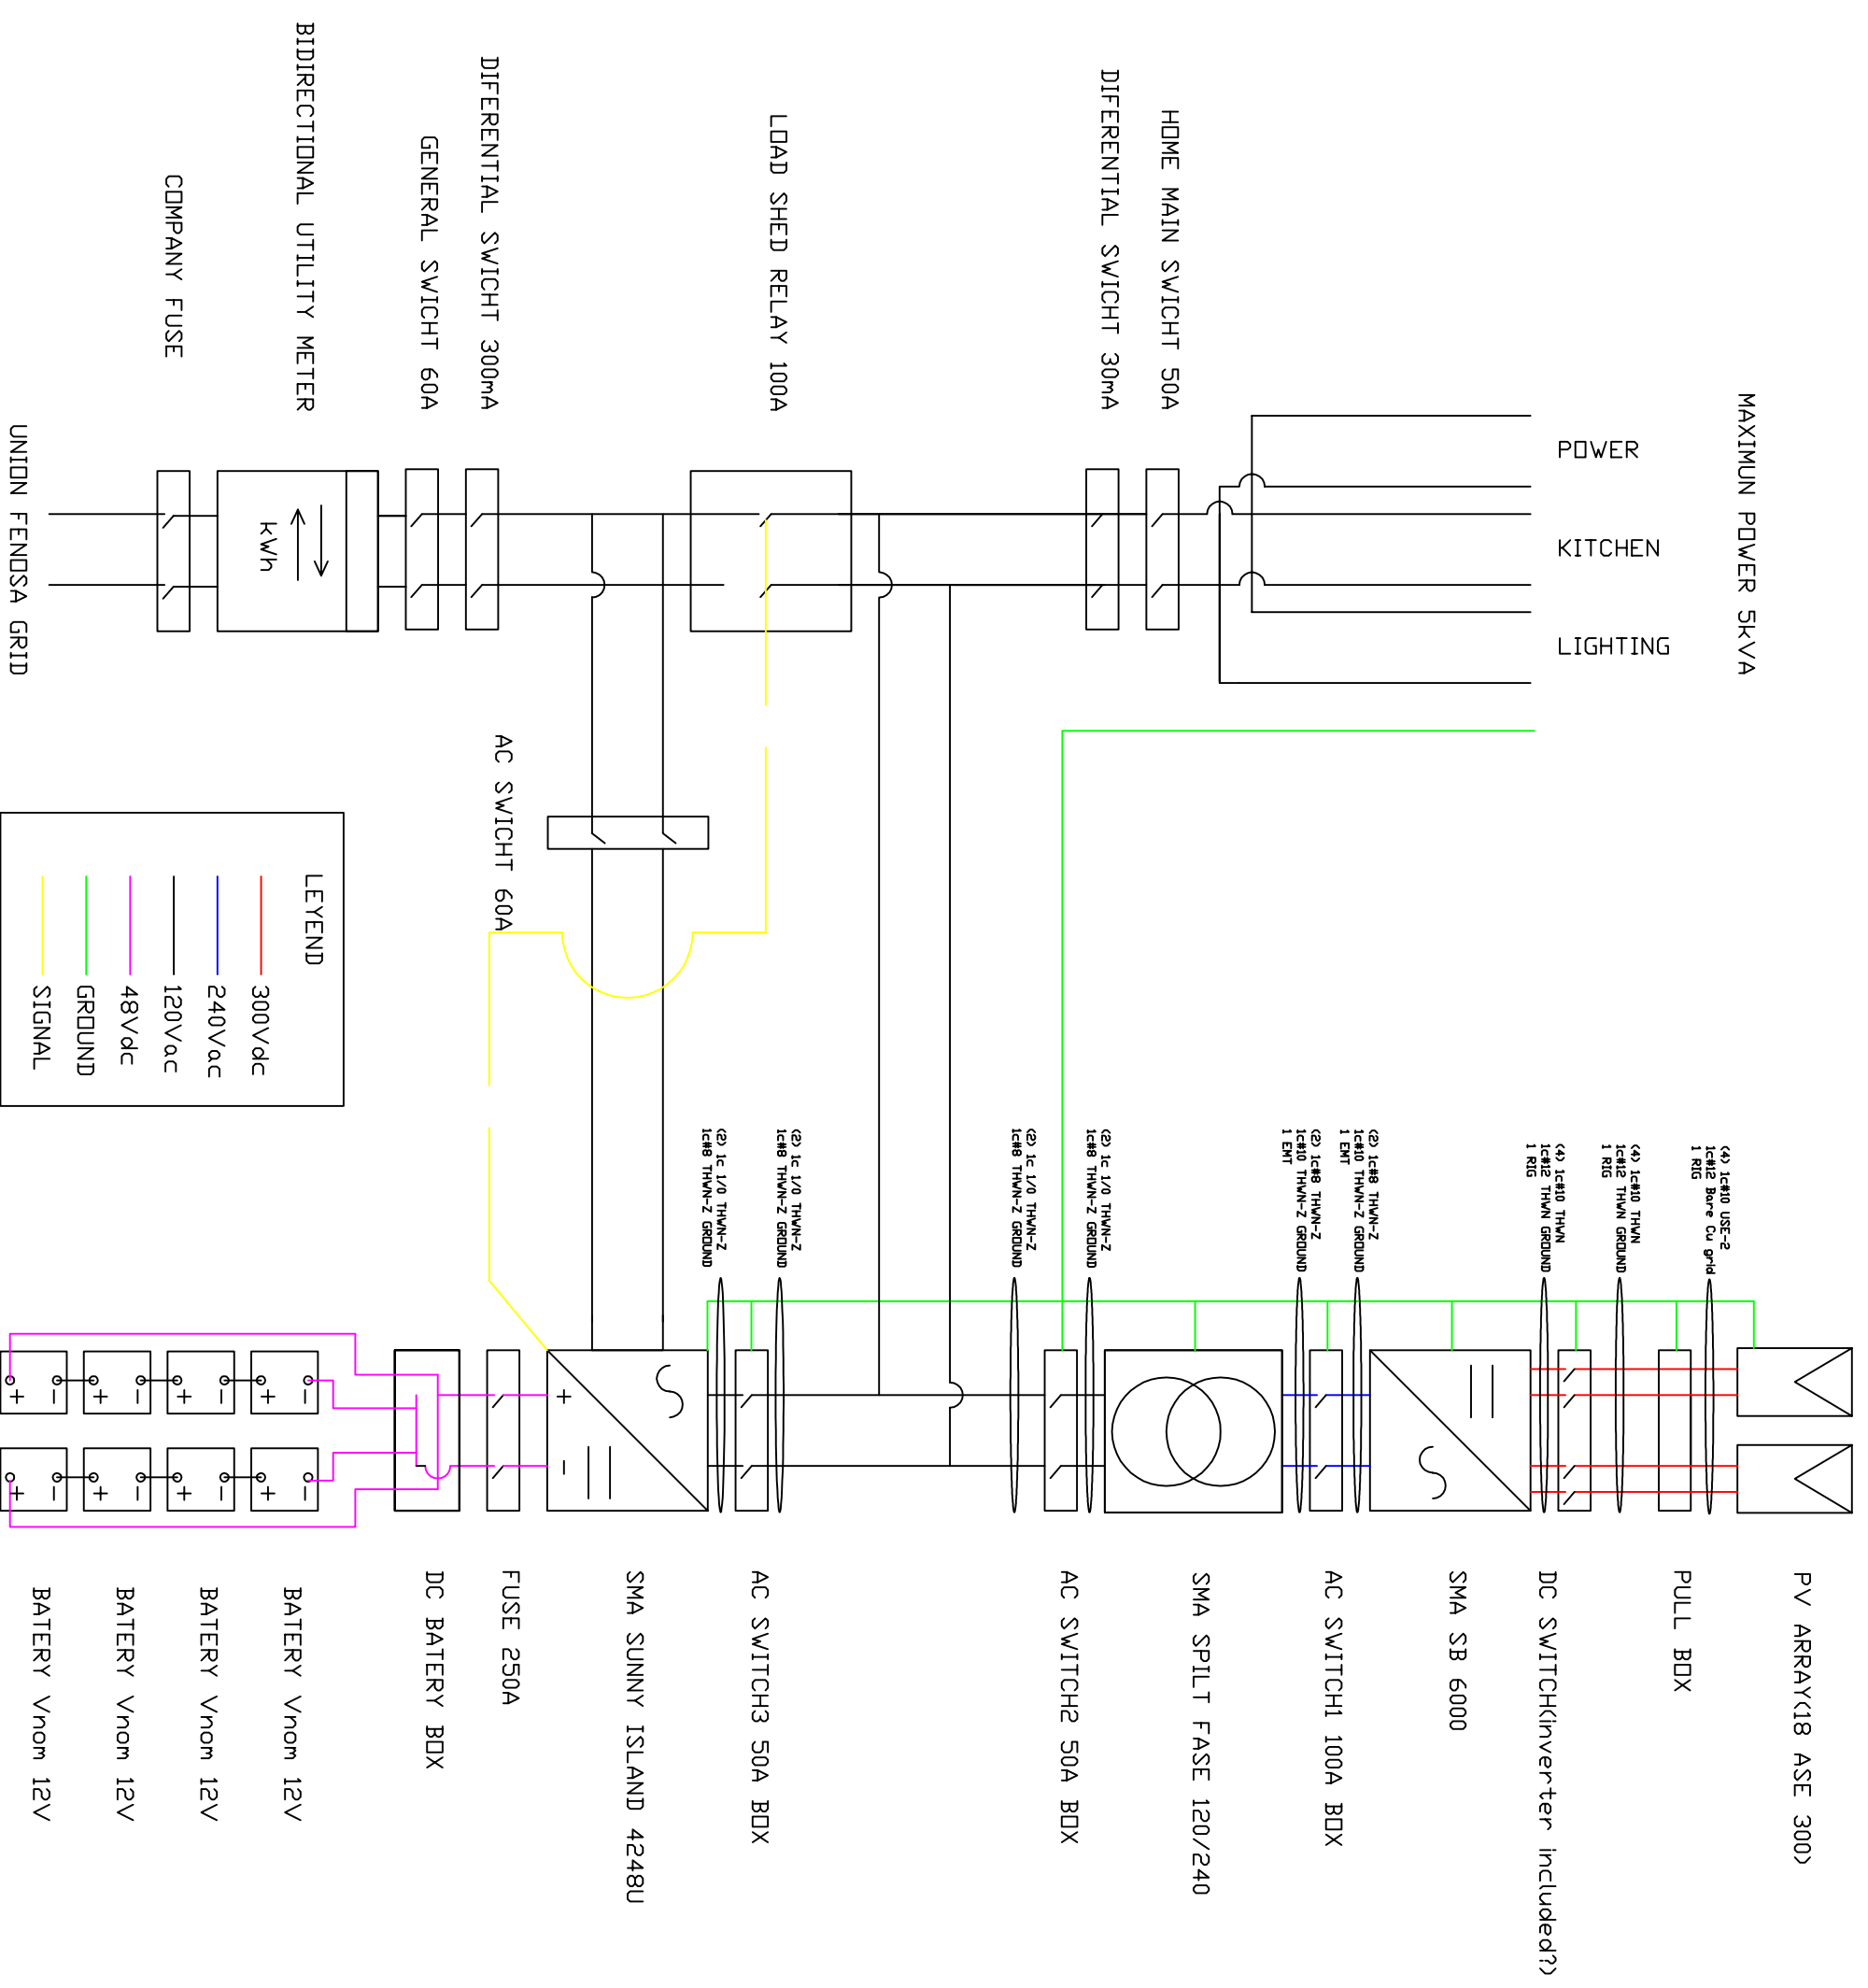 MAXIMUN POWER 5kVA
POWER
KITCHEN
LIGHTING
HOME MAIN SWICHT 50A
DIFERENTIAL SWICHT 30mA
LOAD SHED RELAY 100A
DIFERENTIAL SWICHT 300mA
GENERAL SWICHT 60A
BIDIRECTIONAL UTILITY METER
kWh
COMPANY FUSE
UNION FENOSA GRID
AC SWICHT 60A
LEYEND
300Vdc
240Vac
120Vac
48Vdc
GROUND
SIGNAL
(4) 1c#10 USE-2
1c#12 Bare Cu grid
1 RIG
(4) 1c#10 THWN
1c#12 THWN GROUND
1 RIG
(4) 1c#10 THWN
1c#12 THWN GROUND
1 RIG
(2) 1c#8 THWN-Z
1c#10 THWN-Z GROUND
1 EMT
(2) 1c#8 THWN-Z
1c#10 THWN-Z GROUND
1 EMT
(2) 1c 1/0 THWN-Z
1c#8 THWN-Z GROUND
(2) 1c 1/0 THWN-Z
1c#8 THWN-Z GROUND
(2) 1c 1/0 THWN-Z
1c#8 THWN-Z GROUND
(2) 1c 1/0 THWN-Z
1c#8 THWN-Z GROUND
+ -
+ - + - + - + -
+ - + - + - + -
PV ARRAY(18 ASE 300)
PULL BOX
DC SWITCH(inverter included?)
SMA SB 6000
AC SWITCH1 100A BOX
SMA SPILT FASE 120/240
AC SWITCH2 50A BOX
AC SWITCH3 50A BOX
SMA SUNNY ISLAND 4248U
FUSE 250A
DC BATERY BOX
BATERY Vnom 12V
BATERY Vnom 12V
BATERY Vnom 12V
BATERY Vnom 12V